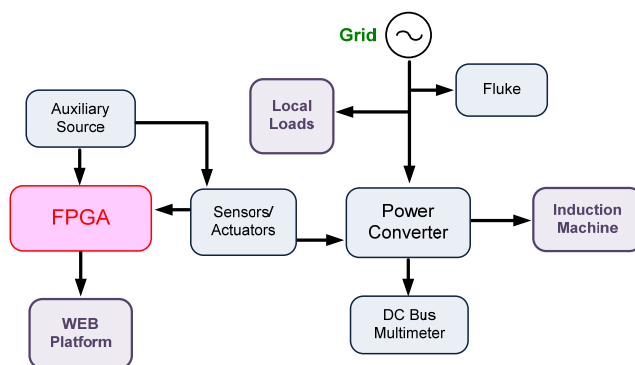 Grid
Fluke
Local
Loads
Auxiliary
Source
FPGA
Sensors/
Actuators
Power
Converter
Induction
Machine
WEB
Platform
DC Bus
Multimeter